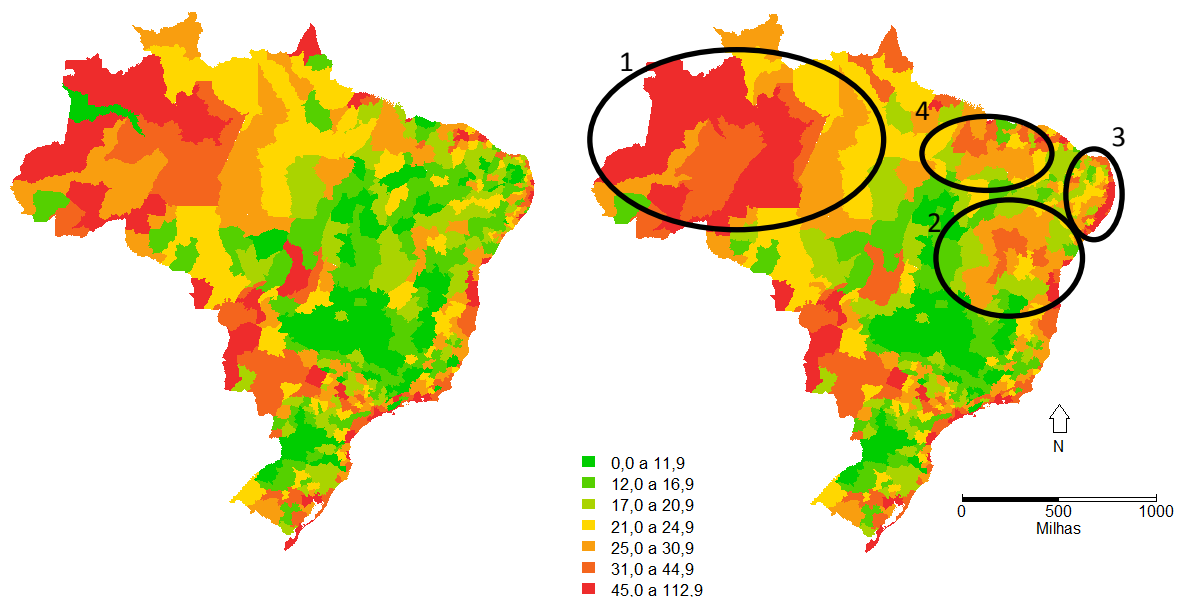 1
4
3
2
N
0,0 a 11,9
12,0 a 16,9
17,0 a 20,9
21,0 a 24,9
25,0 a 30,9
31,0 a 44,9
45,0 a 112,9
0 500 1000
Milhas